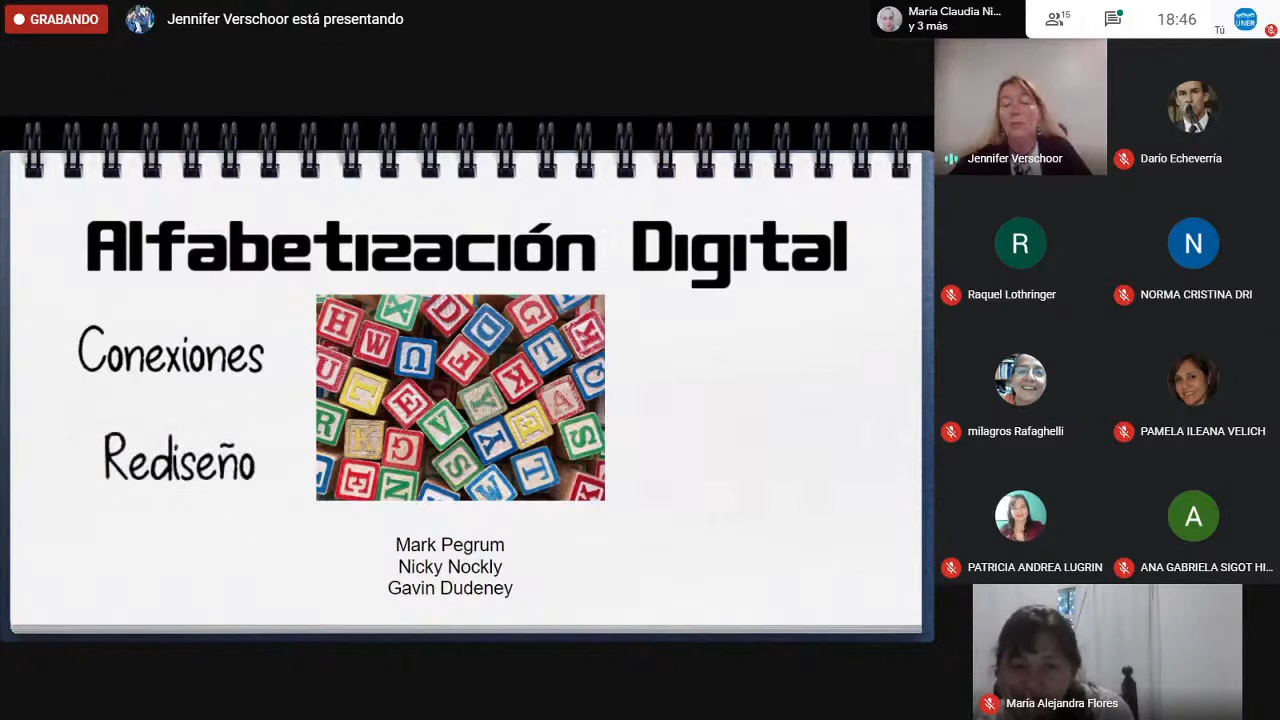 GRABANDO
Jennifer Verschoor está presentando
María Claudia Ni...
y 3 más
15
18:46
Tú
UNER
Alfabetización Digital
Conexiones
Rediseño
Mark Pegrum
Nicky Nockly
Gavin Dudeney
Jennifer Verschoor
Darío Echeverría
R
Raquel Lothringer
N
NORMA CRISTINA DRI
milagros Rafaghelli
PAMELA ILEANA VELICH
PATRICIA ANDREA LUGRIN
A
ANA GABRIELA SIGOT HI...
María Alejandra Flores